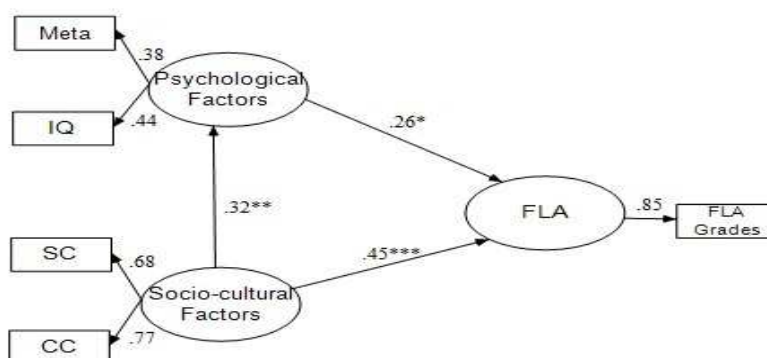 Meta
.38
Psychological
Factors
IQ
.44
.26*
.32**
FLA
.85
FLA
Grades
SC
.68
.45***
Socio-cultural
Factors
CC
.77